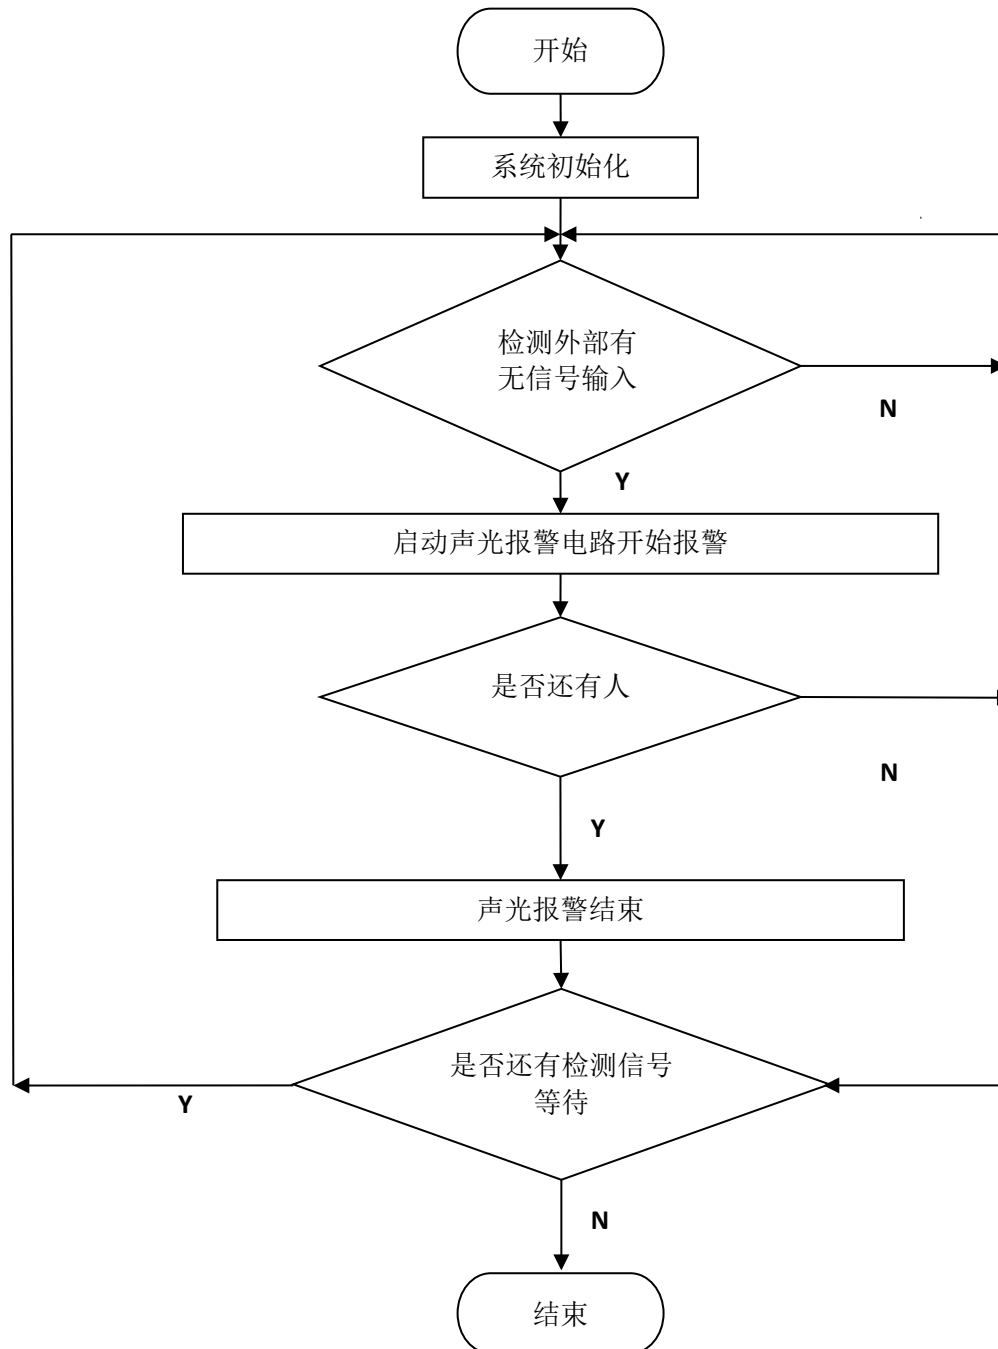 开始
系统初始化
检测外部有
无信号输入
N
Y
启动声光报警电路开始报警
是否还有人
N
Y
声光报警结束
是否还有检测信号
等待
Y
N
结束